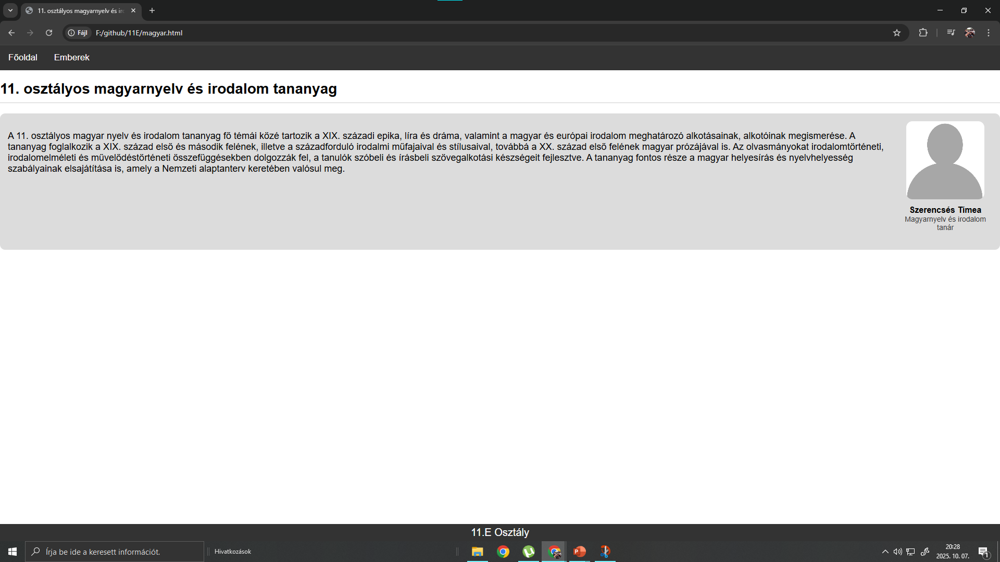 11. osztályos magyarnyelv és iro
Fájl
F:/github/11E/magyar.html
Főoldal
Emberek
11. osztályos magyarnyelv és irodalom tananyag
A 11. osztályos magyar nyelv és irodalom tananyag fő témái közé tartozik a XIX. századi epika, líra és dráma, valamint a magyar és európai irodalom meghatározó alkotásainak, alkotóinak megismerése. A
tananyag foglalkozik a XIX. század első és második felének, illetve a századforduló irodalmi műfajaival és stílusaival, továbbá a XX. század első felének magyar prózájával is. Az olvasmányokat irodalomtörténeti,
irodalomelméleti és művelődéstörténeti összefüggésekben dolgozzák fel, a tanulók szóbeli és írásbeli szövegalkotási készségeit fejlesztve. A tananyag fontos része a magyar helyesírás és nyelvhelyesség
szabályainak elsajátítása is, amely a Nemzeti alaptanterv keretében valósul meg.
Szerencsés Tímea
Magyarnyelv és irodalom
tanár
11.E Osztály
Írja be ide a keresett információt.
Hivatkozások
20:28
2025. 10. 07.
1